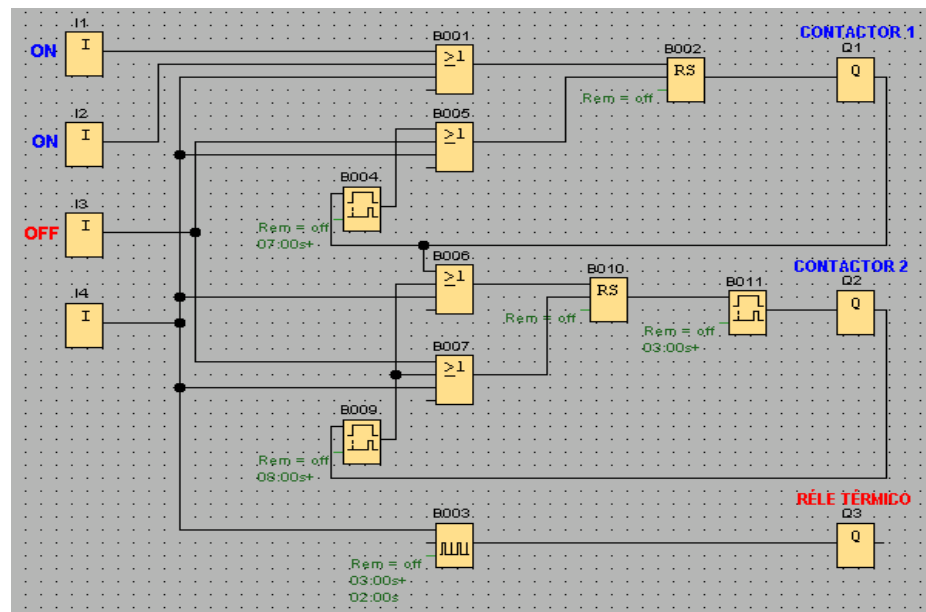 I1
I
ON
B001
≥1
B002
RS
Rem = off
CONTACTOR 1
Q1
Q
I2
I
ON
B005
≥1
B004
Rem = off
07:00s+
I3
I
OFF
B006
≥1
B010
RS
Rem = off
B011
Rem = off
03:00s+
CONTACTOR 2
Q2
Q
I4
I
B007
≥1
B009
Rem = off
08:00s+
RELE TÉRMICO
B003
Rem = off
03:00s+
02:00s
Q3
Q